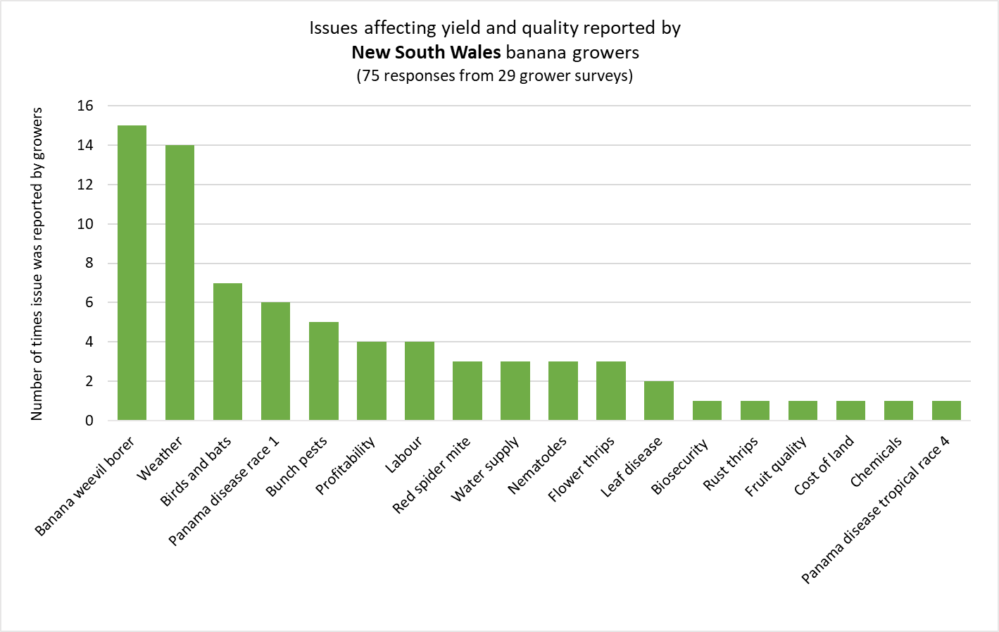 Issues affecting yield and quality reported by
New South Wales banana growers
(75 responses from 29 grower surveys)
Number of times issue was reported by growers
16
14
12
10
8
6
4
2
0
Banana weevil borer
Weather
Birds and bats
Panama disease race 1
Bunch pests
Profitability
Labour
Red spider mite
Water supply
Nematodes
Flower thrips
Leaf disease
Biosecurity
Rust thrips
Fruit quality
Cost of land
Chemicals
Panama disease tropical race 4